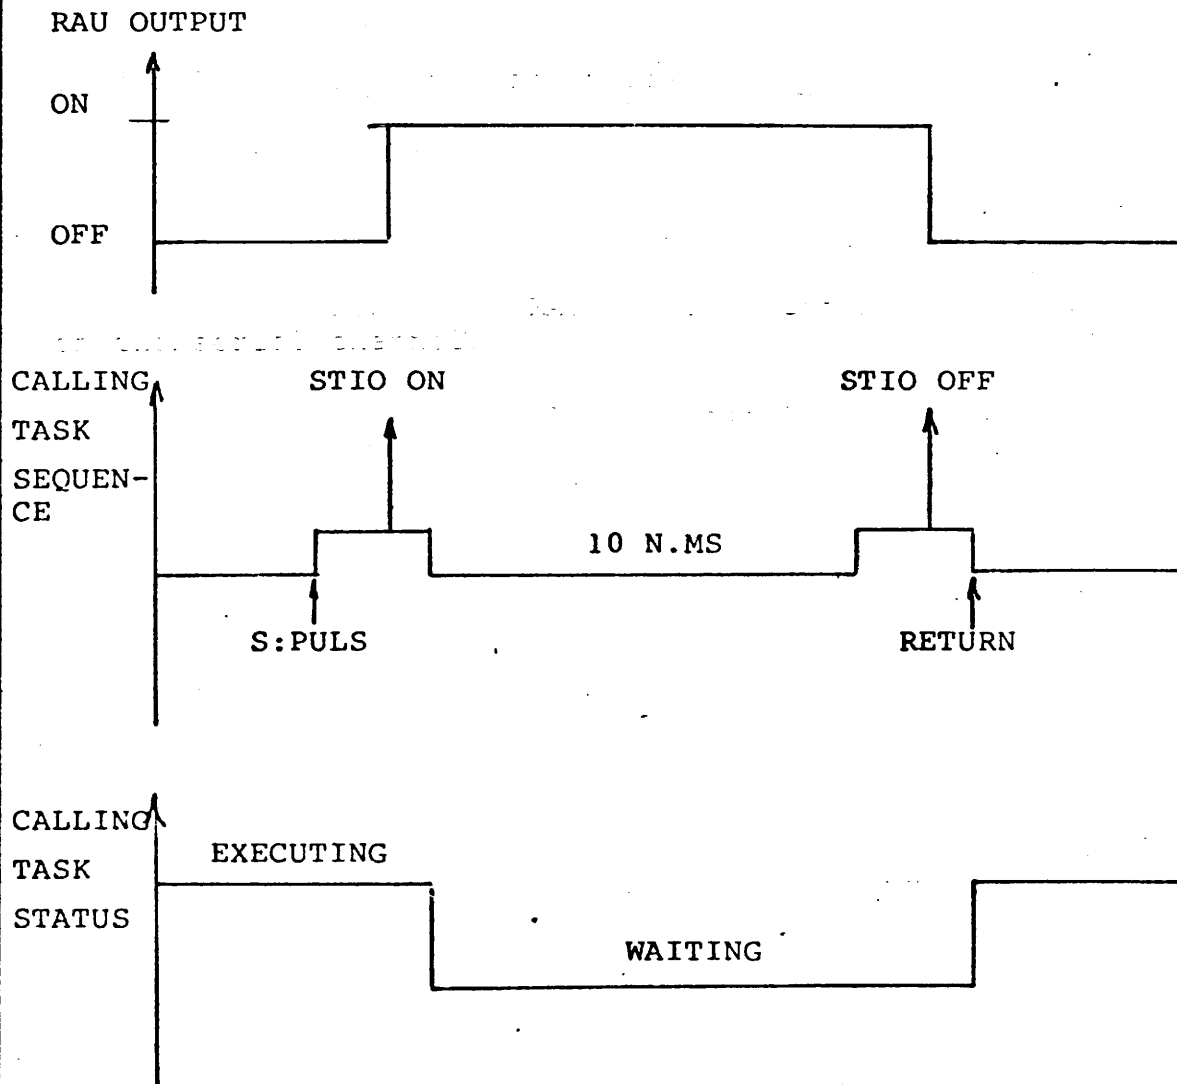 RAU OUTPUT
ON
OFF
CALLING
TASK
SEQUEN-
CE
STIO ON
STIO OFF
10 N.MS
S:PULS
RETURN
CALLING
TASK
STATUS
EXECUTING
WAITING